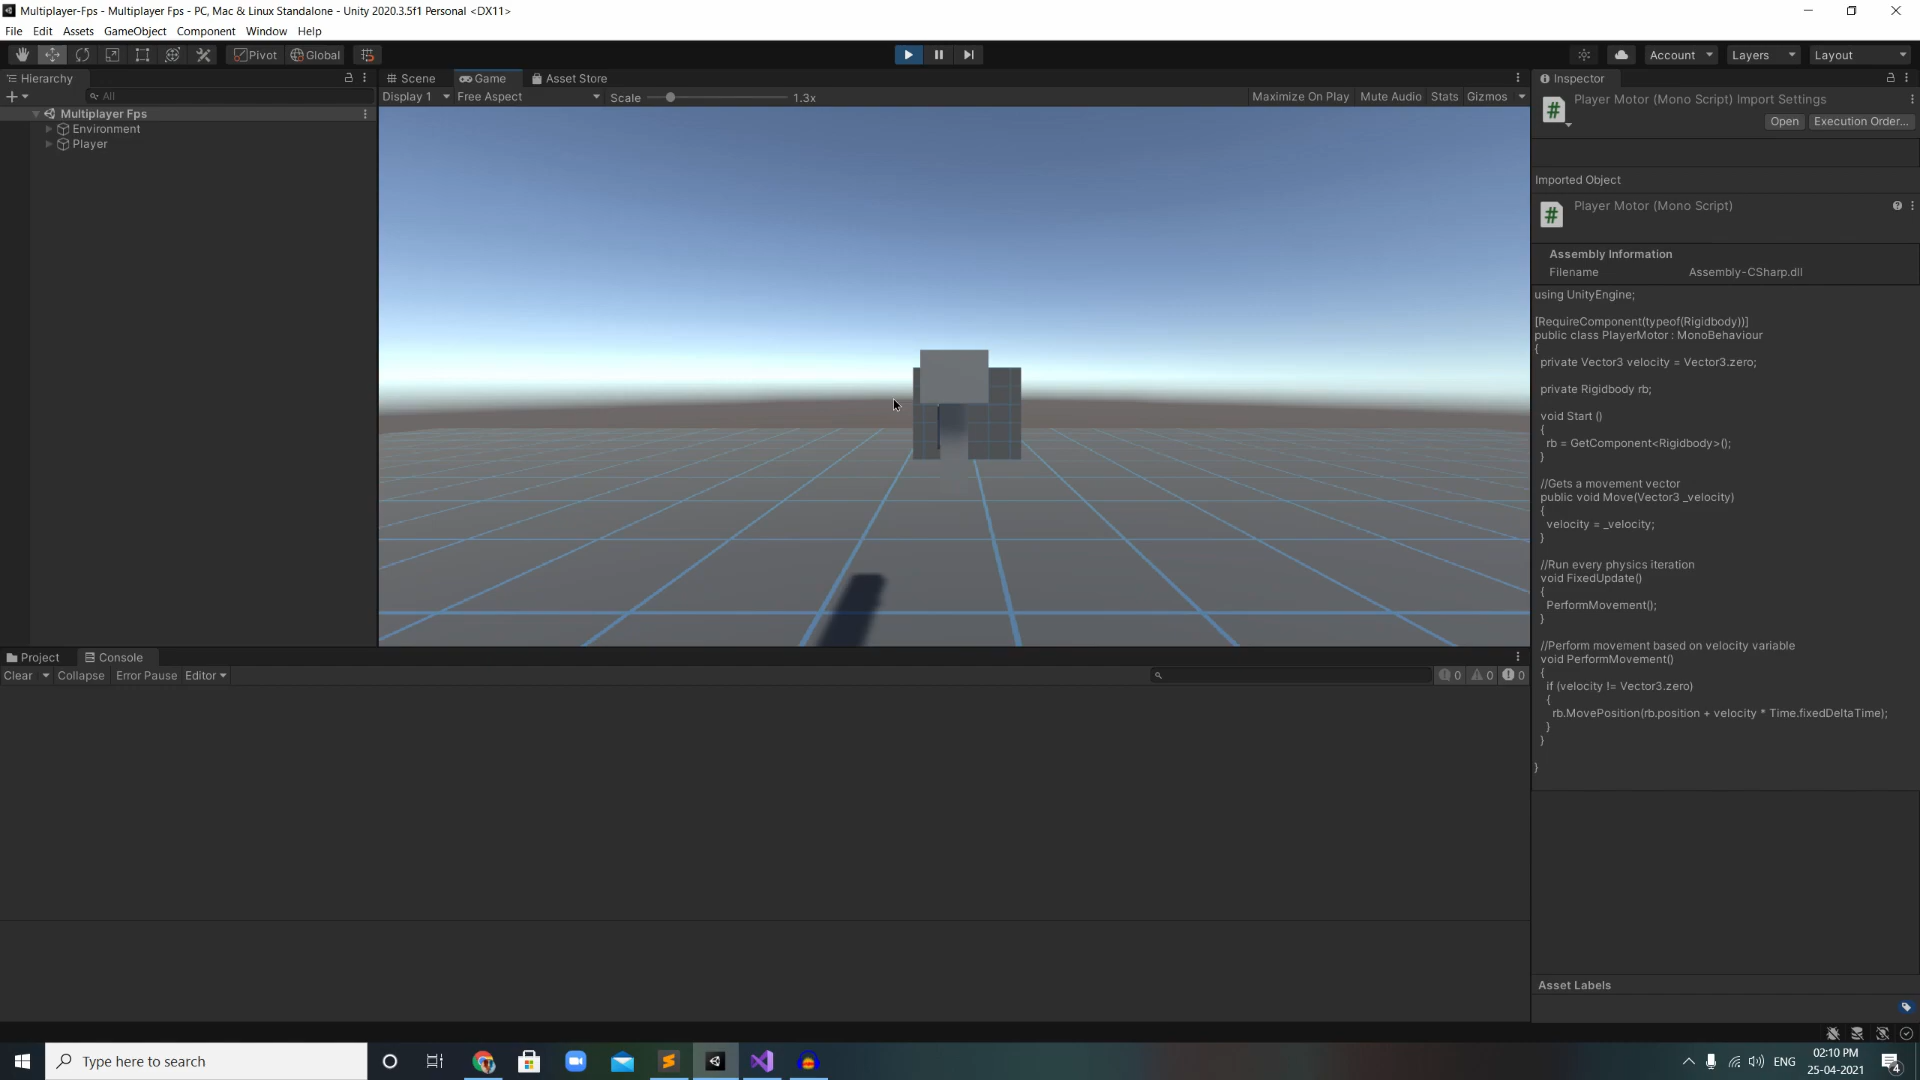 Multiplayer-Fps - Multiplayer Fps - PC, Mac & Linux Standalone - Unity 2020.3.5f1 Personal <DX11>
File Edit Assets GameObject Component Window Help
Pivot Global Account Layers Layout
Hierarchy Scene Game Asset Store Inspector
All Display 1 Free Aspect Scale 1.3x Maximize On Play Mute Audio Stats Gizmos
Player Motor (Mono Script) Import Settings
Open Execution Order...
Multiplayer Fps
Environment
Player
Imported Object
Player Motor (Mono Script)
Assembly Information
Filename Assembly-CSharp.dll
using UnityEngine;
[RequireComponent(typeof(Rigidbody))]
public class PlayerMotor : MonoBehaviour
{
private Vector3 velocity = Vector3.zero;
private Rigidbody rb;
void Start ()
{
rb = GetComponent<Rigidbody>();
}
//Gets a movement vector
public void Move(Vector3 _velocity)
{
velocity = _velocity;
}
//Run every physics iteration
void FixedUpdate()
{
PerformMovement();
}
//Perform movement based on velocity variable
void PerformMovement()
{
if (velocity != Vector3.zero)
{
rb.MovePosition(rb.position + velocity * Time.fixedDeltaTime);
}
}
}
Project Console
Clear Collapse Error Pause Editor 0 0 0
Asset Labels
Type here to search
ENG
02:10 PM
25-04-2021
4